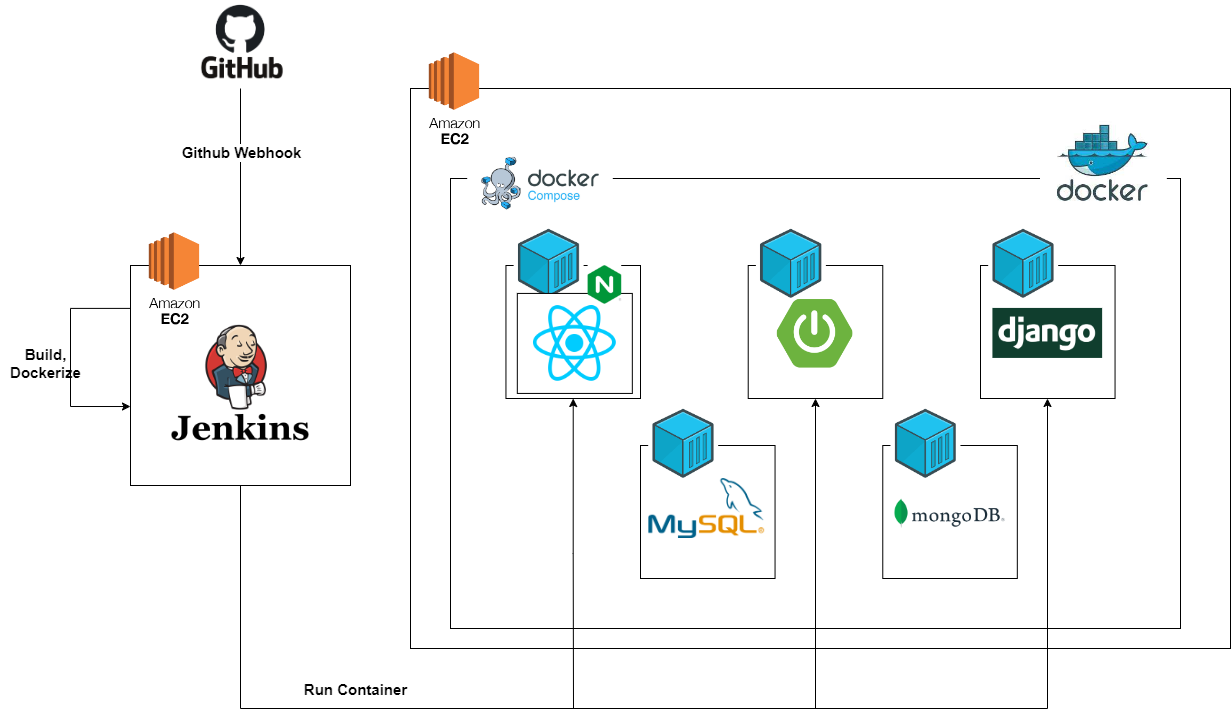 GitHub
Github Webhook
Amazon
EC2
docker
Compose
docker
Amazon
EC2
N
django
Build,
Dockerize
Jenkins
MySQL®
mongoDB®
Run Container